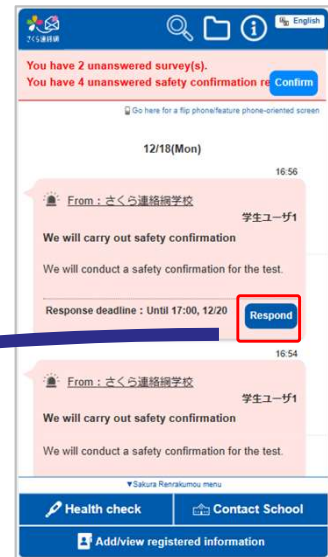 さくら連絡網
English
You have 2 unanswered survey(s).
You have 4 unanswered safety confirmation re
Confirm
Go here for a flip phone/feature phone-oriented screen
12/18(Mon)
16:56
From：さくら連絡網学校
学生ユーザ1
We will carry out safety confirmation
We will conduct a safety confirmation for the test.
Response deadline：Until 17:00, 12/20
Respond
16:54
From：さくら連絡網学校
学生ユーザ1
We will carry out safety confirmation
We will conduct a safety confirmation for the test.
▼Sakura Renrakumou menu
Health check
Contact School
Add/view registered information